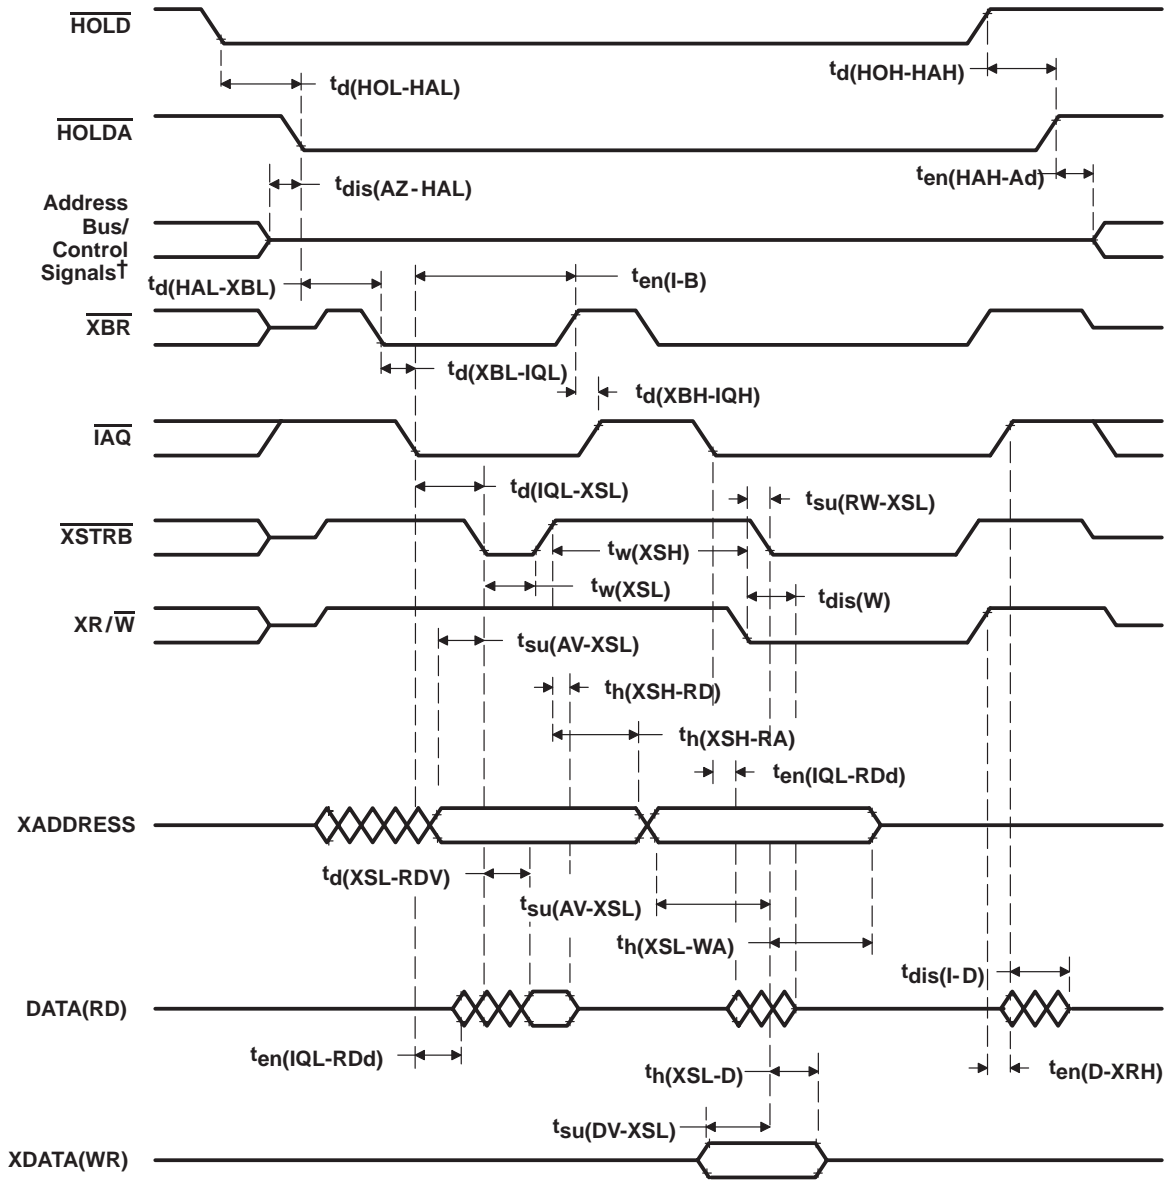 HOLD
td(HOL-HAL)
td(HOH-HAH)
HOLDA
tdis(AZ-HAL)
ten(HAH-Ad)
Address
Bus/
Control
Signals†
td(HAL-XBL)
ten(I-B)
XBR
td(XBL-IQL)
td(XBH-IQH)
IAQ
td(IQL-XSL)
tsu(RW-XSL)
XSTRB
tw(XSH)
tw(XSL)
tdis(W)
XR/W
tsu(AV-XSL)
th(XSH-RD)
th(XSH-RA)
ten(IQL-RDd)
XADDRESS
td(XSL-RDV)
tsu(AV-XSL)
th(XSL-WA)
tdis(I-D)
DATA(RD)
ten(IQL-RDd)
th(XSL-D)
ten(D-XRH)
tsu(DV-XSL)
XDATA(WR)